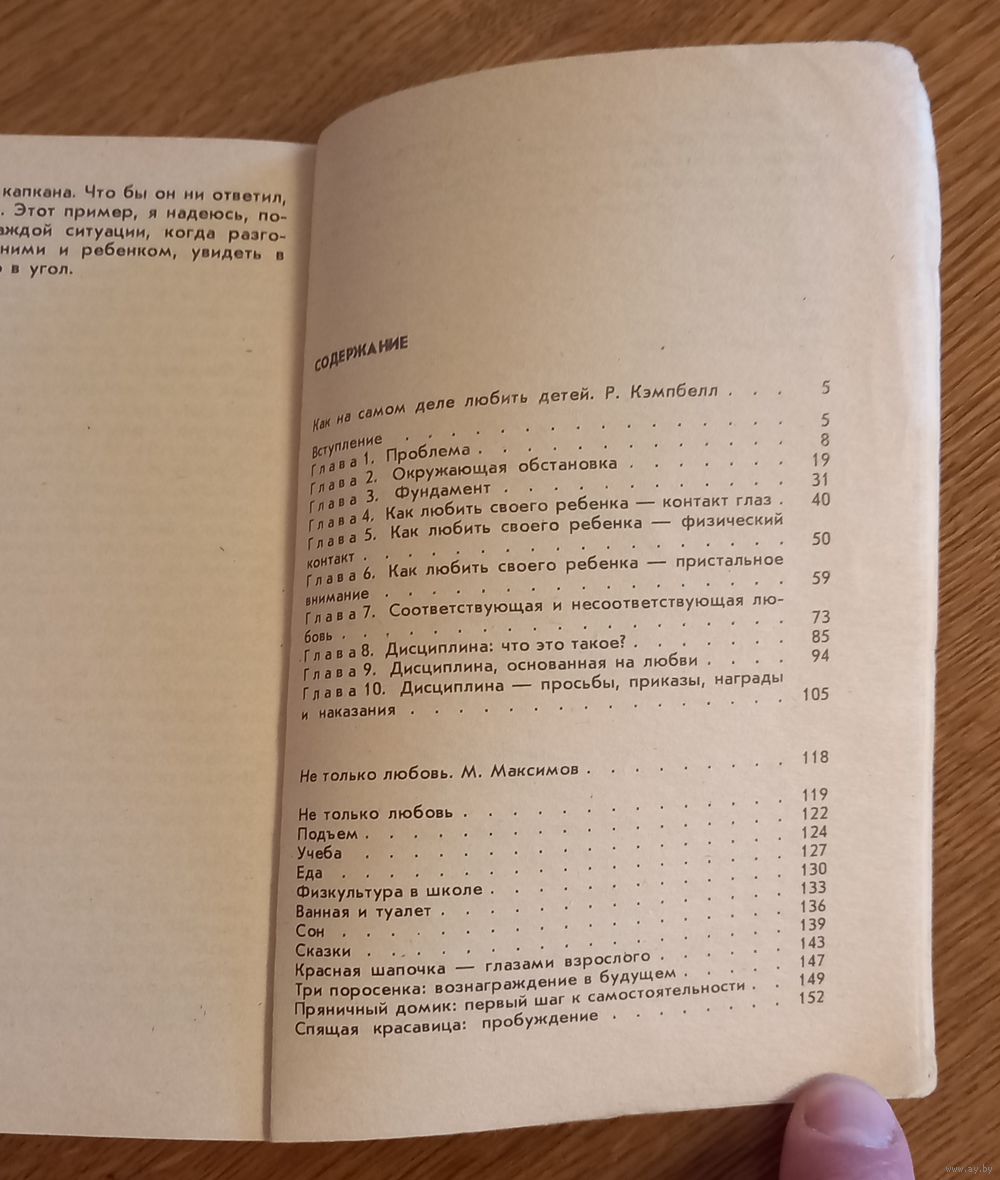 капкана. Что бы он ни ответил,
. Этот пример, я надеюсь, по-
аждой ситуации, когда разго-
ними и ребенком, увидеть в
в угол.
СОДЕРЖАНИЕ
Как на самом деле любить детей. Р. Кэмпбелл . . . 5
Вступление . . . . . . . . . . . . . . . . 5
Глава 1. Проблема . . . . . . . . . . . . . 8
Глава 2. Окружающая обстановка . . . . . . . 19
Глава 3. Фундамент . . . . . . . . . . . . 31
Глава 4. Как любить своего ребенка — контакт глаз . 40
Глава 5. Как любить своего ребенка — физический
контакт . . . . . . . . . . . . . . . . . 50
Глава 6. Как любить своего ребенка — пристальное
внимание . . . . . . . . . . . . . . . . 59
Глава 7. Соответствующая и несоответствующая лю-
бовь . . . . . . . . . . . . . . . . . . 73
Глава 8. Дисциплина: что это такое? . . . . . . . 85
Глава 9. Дисциплина, основанная на любви . . . . 94
Глава 10. Дисциплина — просьбы, приказы, награды
и наказания . . . . . . . . . . . . . . . 105
Не только любовь. М. Максимов . . . . . . . . 118
Не только любовь . . . . . . . . . . . . . 119
Подъем . . . . . . . . . . . . . . . . . 122
Учеба . . . . . . . . . . . . . . . . . 124
Еда . . . . . . . . . . . . . . . . . . 127
Физкультура в школе . . . . . . . . . . . . 130
Ванная и туалет . . . . . . . . . . . . . . 133
Сон . . . . . . . . . . . . . . . . . . 136
Сказки . . . . . . . . . . . . . . . . . 139
Красная шапочка — глазами взрослого . . . . . 143
Три поросенка: вознаграждение в будущем . . . . 147
Пряничный домик: первый шаг к самостоятельности . . 149
Спящая красавица: пробуждение . . . . . . . 152
www.ay.by